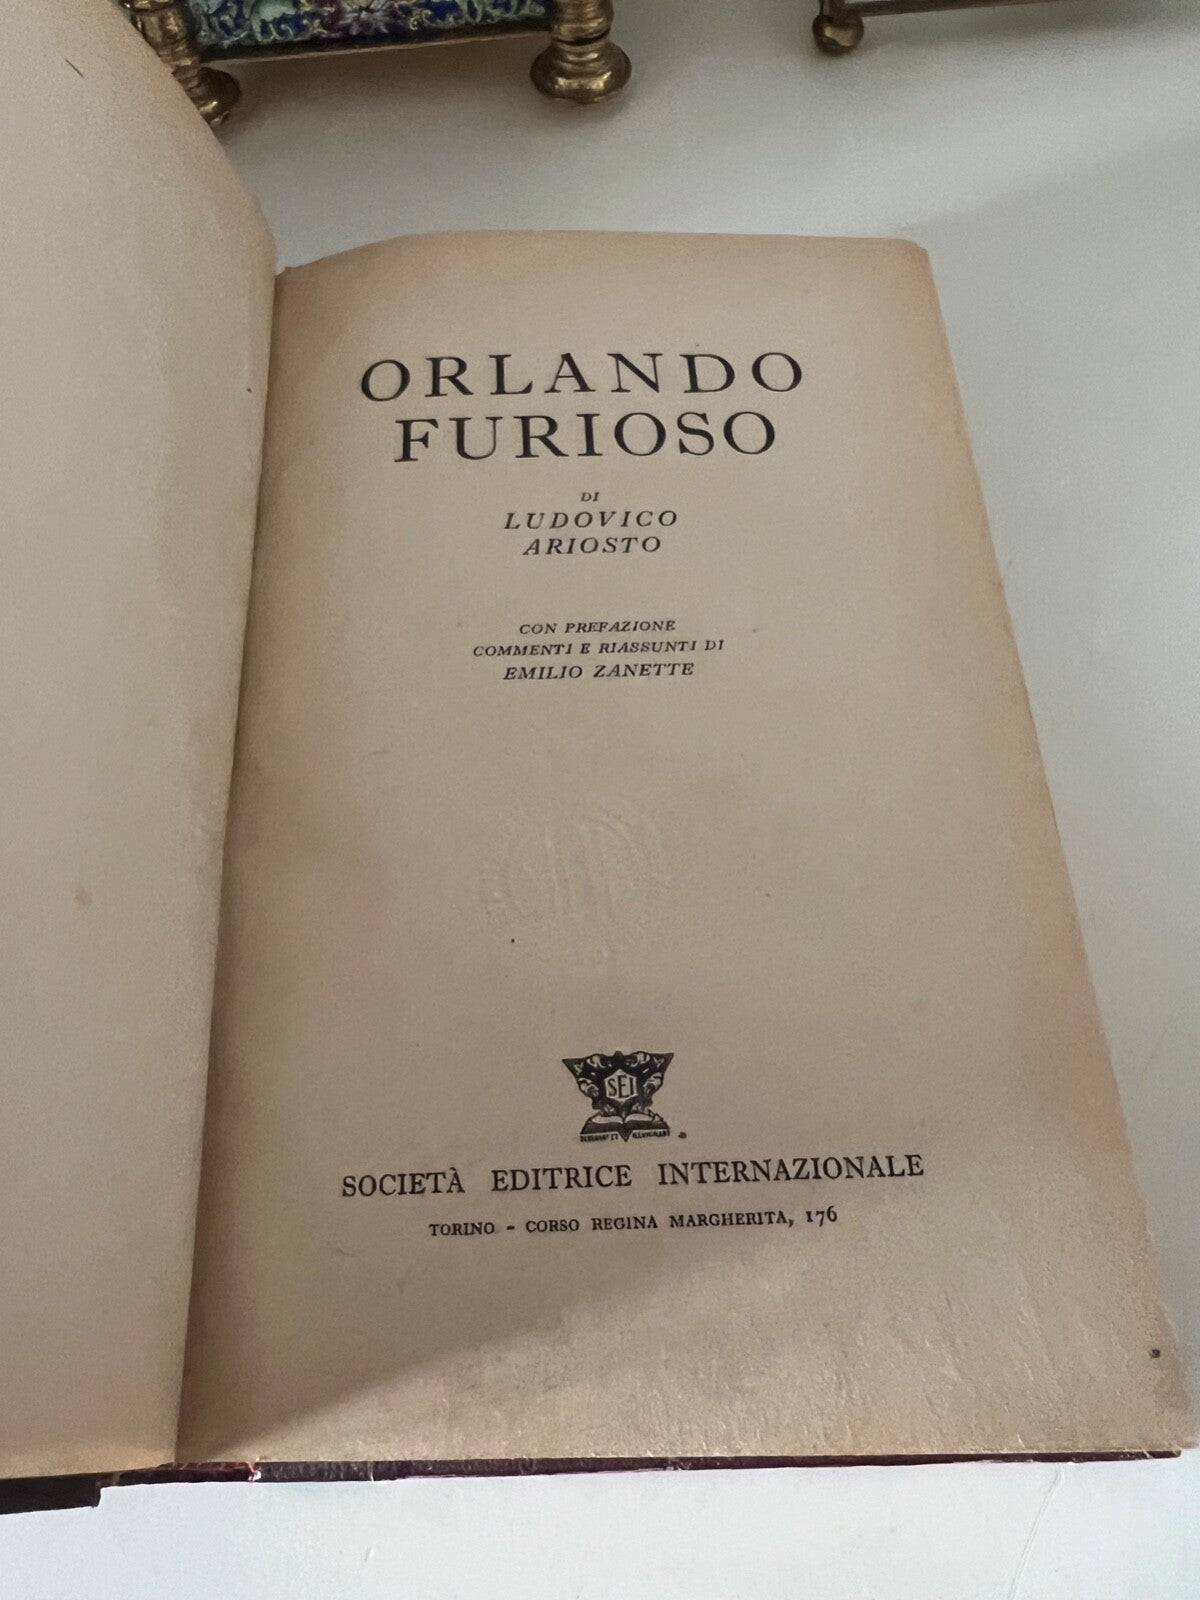 ORLANDO
FURIOSO
DI
LUDOVICO
ARIOSTO
CON PREFAZIONE
COMMENTI E RIASSUNTI DI
EMILIO ZANETTE
SEI
SOCIETÀ EDITRICE INTERNAZIONALE
TORINO - CORSO REGINA MARGHERITA, 176